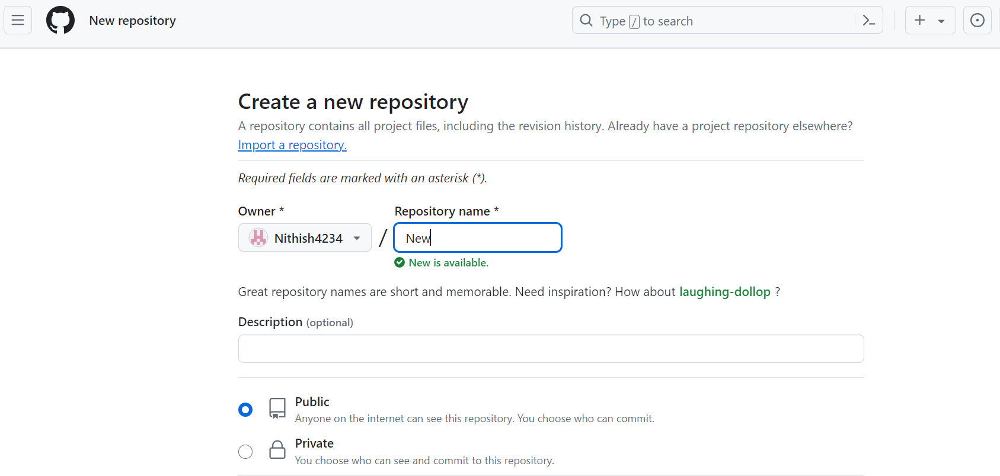 New repository
Type / to search
Create a new repository
A repository contains all project files, including the revision history. Already have a project repository elsewhere?
Import a repository.
Required fields are marked with an asterisk (*).
Owner * Repository name *
Nithish4234 / New
New is available.
Great repository names are short and memorable. Need inspiration? How about laughing-dollop ?
Description (optional)
Public
Anyone on the internet can see this repository. You choose who can commit.
Private
You choose who can see and commit to this repository.